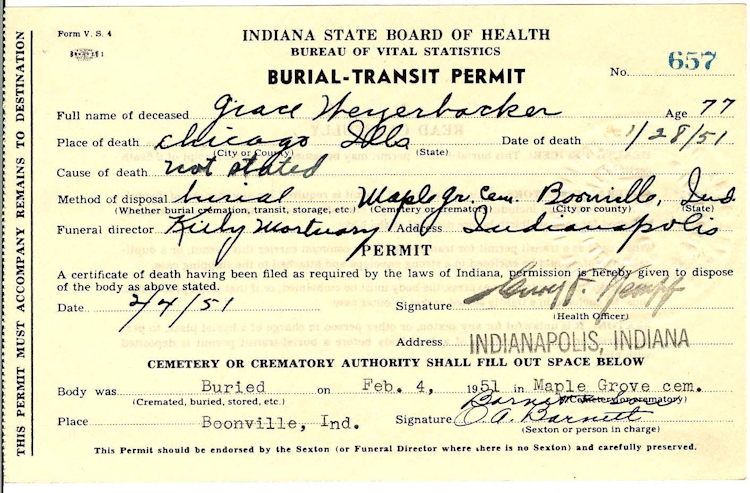 THIS PERMIT MUST ACCOMPANY REMAINS TO DESTINATION
Form V. S. 4
INDIANA STATE BOARD OF HEALTH
BUREAU OF VITAL STATISTICS
BURIAL-TRANSIT PERMIT
No. 657
Full name of deceased Grace Weyerbacker Age 77
Place of death Chicago Ills Date of death 1/28/51
(City or County) (State)
Cause of death not stated
Method of disposal burial Maple Gr. Cem. Boonville, Ind.
(Whether burial cremation, transit, storage, etc.) (Cemetery or crematory) (City or county) (State)
Funeral director Kirby Mortuary Address Indianapolis
PERMIT
A certificate of death having been filed as required by the laws of Indiana, permission is hereby given to dispose
of the body as above stated.
Date 2/4/51 Signature Kempf
(Health Officer)
Address INDIANAPOLIS, INDIANA
CEMETERY OR CREMATORY AUTHORITY SHALL FILL OUT SPACE BELOW
Body was Buried on Feb. 4, 1951 in Maple Grove cem.
(Cremated, buried, stored, etc.) (Cemetery or crematory)
Place Boonville, Ind. Signature O. A. Barnett
(Sexton or person in charge)
This Permit should be endorsed by the Sexton (or Funeral Director where there is no Sexton) and carefully preserved.